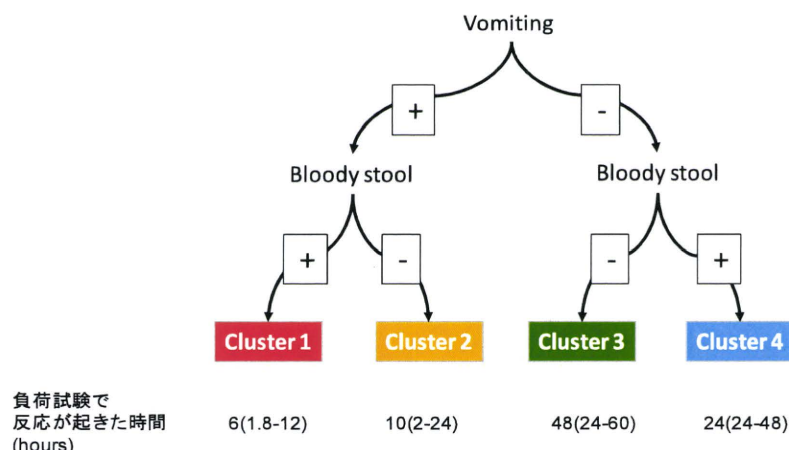 Vomiting
+
-
Bloody stool
Bloody stool
+
-
-
+
Cluster 1
Cluster 2
Cluster 3
Cluster 4
負荷試験で
反応が起きた時間
(hours)
6(1.8-12)
10(2-24)
48(24-60)
24(24-48)